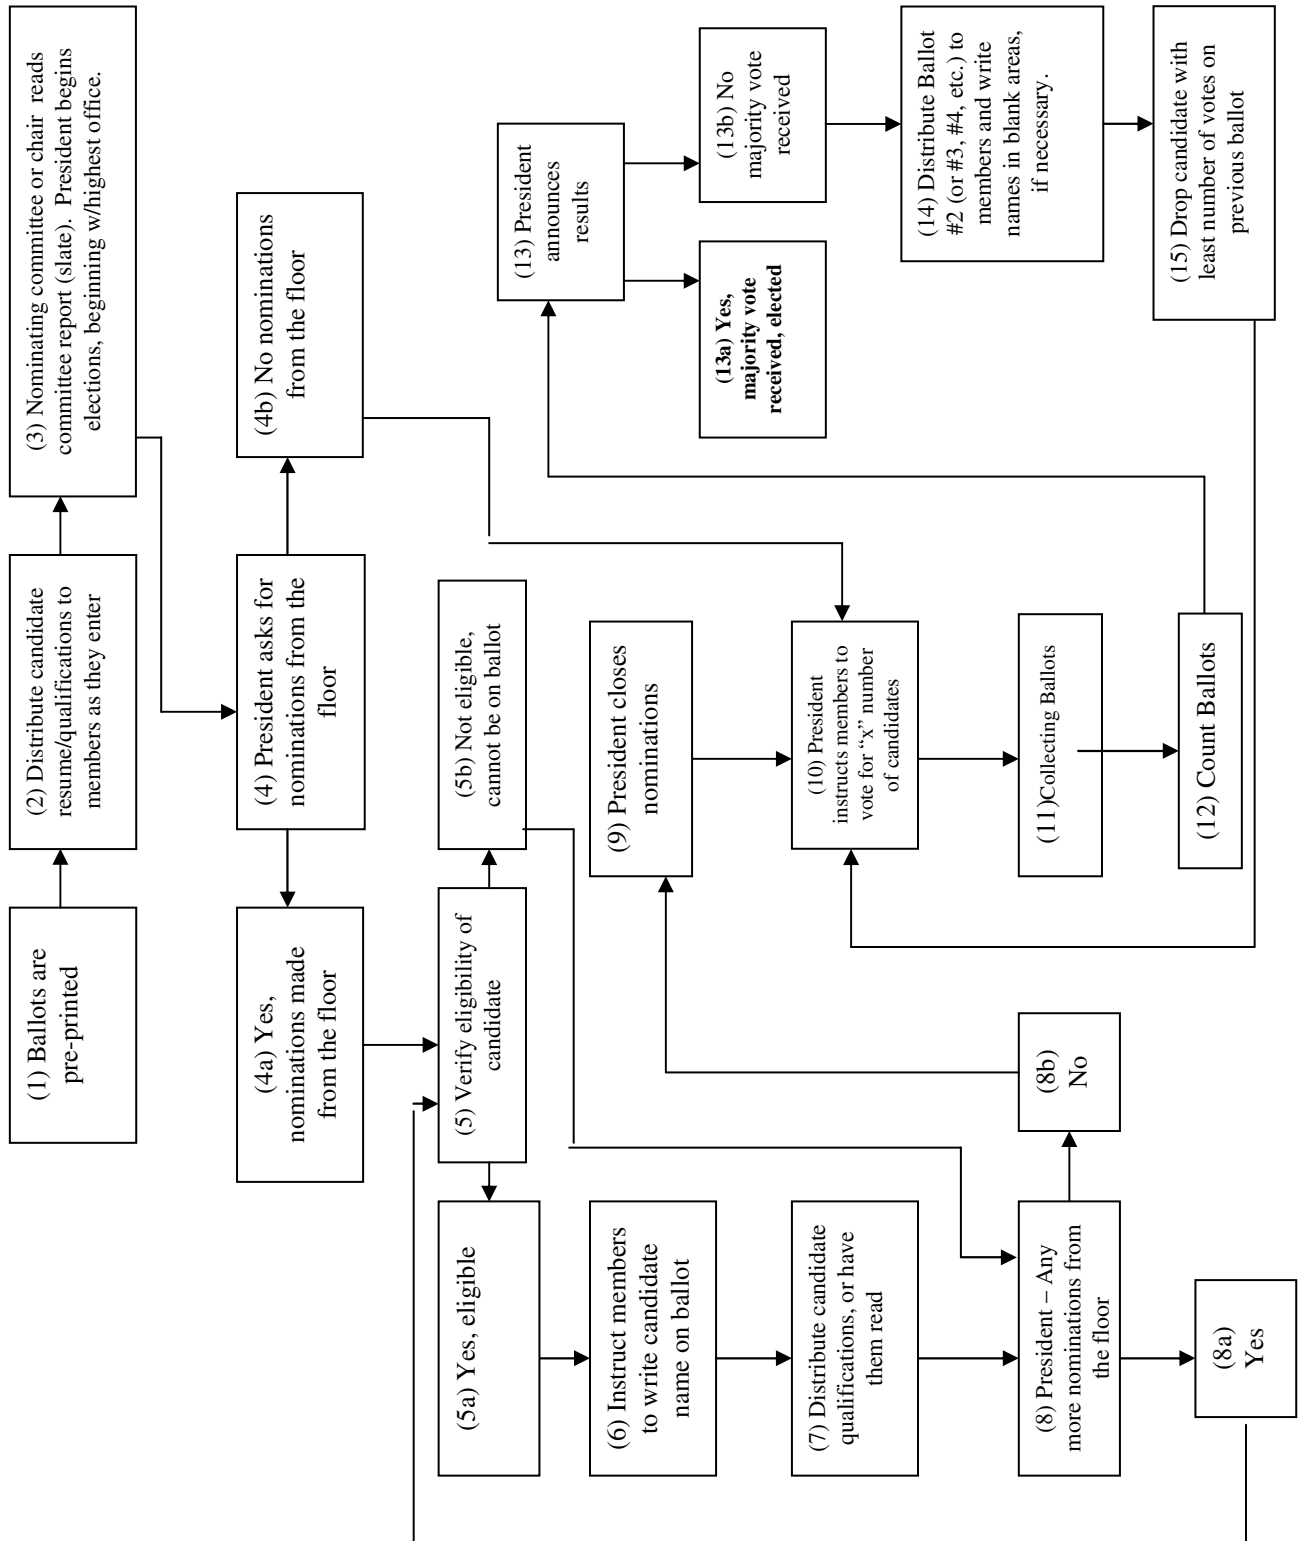 (1) Ballots are
pre-printed
(2) Distribute candidate
resume/qualifications to
members as they enter
(3) Nominating committee or chair reads
committee report (slate).  President begins
elections, beginning w/highest office.
(4a) Yes,
nominations made
from the floor
(4) President asks for
nominations from the
floor
(4b) No nominations
from the floor
(5a) Yes, eligible
(5) Verify eligibility of
candidate
(5b) Not eligible,
cannot be on ballot
(6) Instruct members
to write candidate
name on ballot
(7) Distribute candidate
qualifications, or have
them read
(8) President – Any
more nominations from
the floor
(8a)
Yes
(8b)
No
(9) President closes
nominations
(10) President
instructs members to
vote for “x” number
of candidates
(11)Collecting Ballots
(12) Count Ballots
(13) President
announces
results
(13a) Yes,
majority vote
received, elected
(13b) No
majority vote
received
(14) Distribute Ballot
#2 (or #3, #4, etc.) to
members and write
names in blank areas,
if necessary.
(15) Drop candidate with
least number of votes on
previous ballot